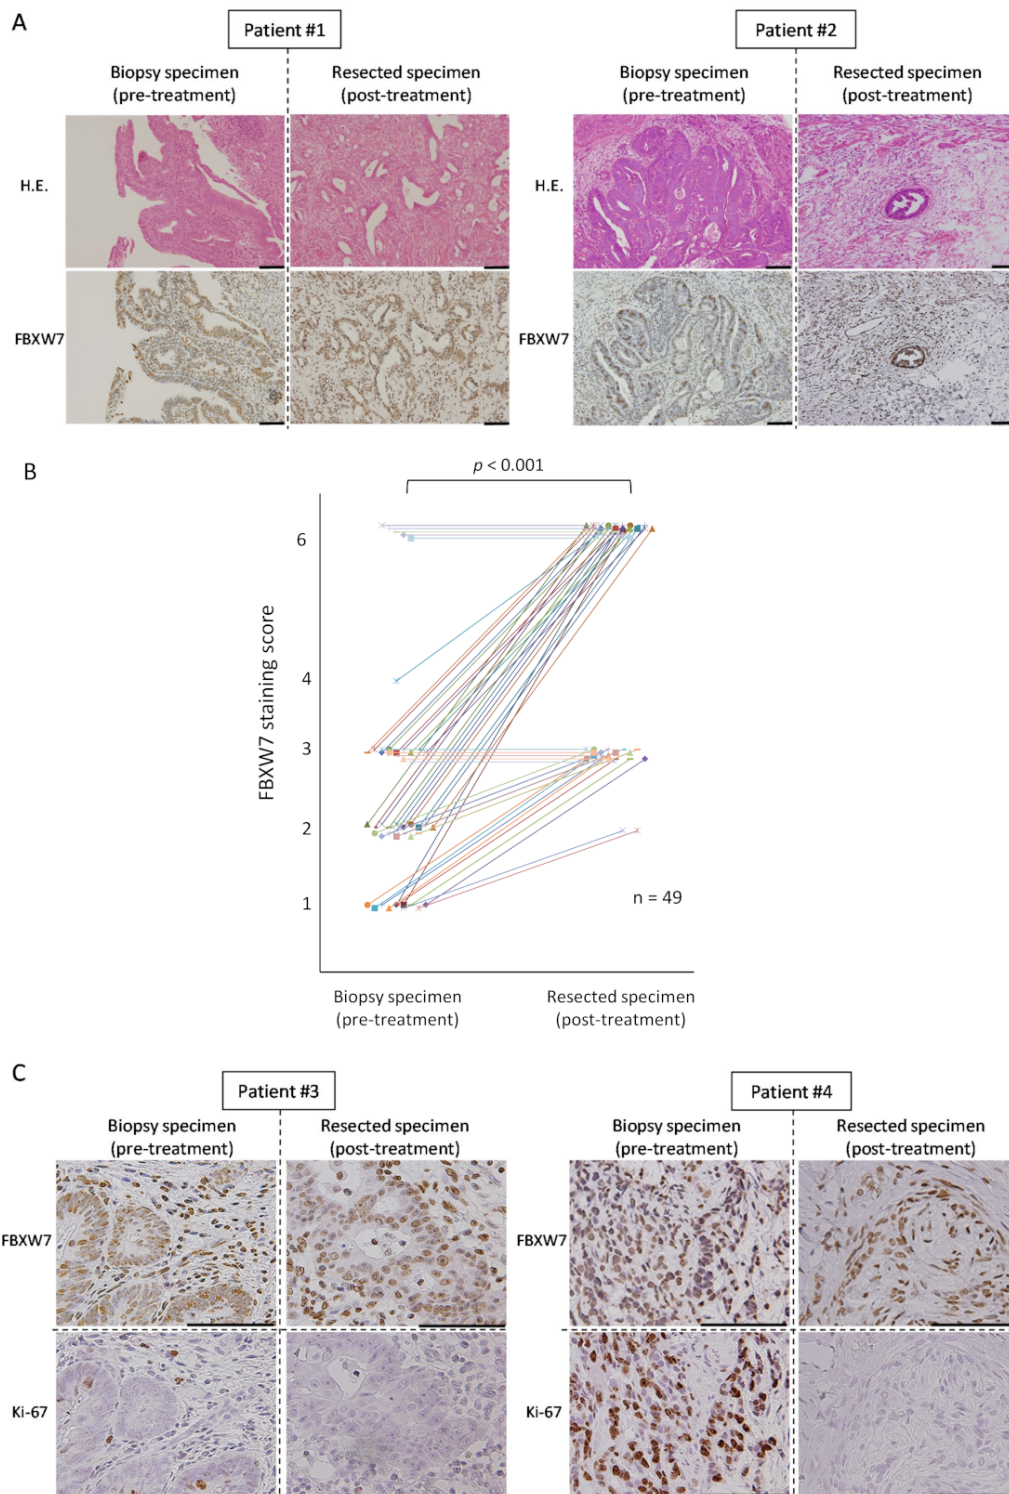 A
Patient #1
Patient #2
Biopsy specimen
(pre-treatment)
Resected specimen
(post-treatment)
Biopsy specimen
(pre-treatment)
Resected specimen
(post-treatment)
H.E.
H.E.
FBXW7
FBXW7
B
p < 0.001
6
4
3
2
1
FBXW7 staining score
n = 49
Biopsy specimen
(pre-treatment)
Resected specimen
(post-treatment)
C
Patient #3
Patient #4
Biopsy specimen
(pre-treatment)
Resected specimen
(post-treatment)
Biopsy specimen
(pre-treatment)
Resected specimen
(post-treatment)
FBXW7
FBXW7
Ki-67
Ki-67